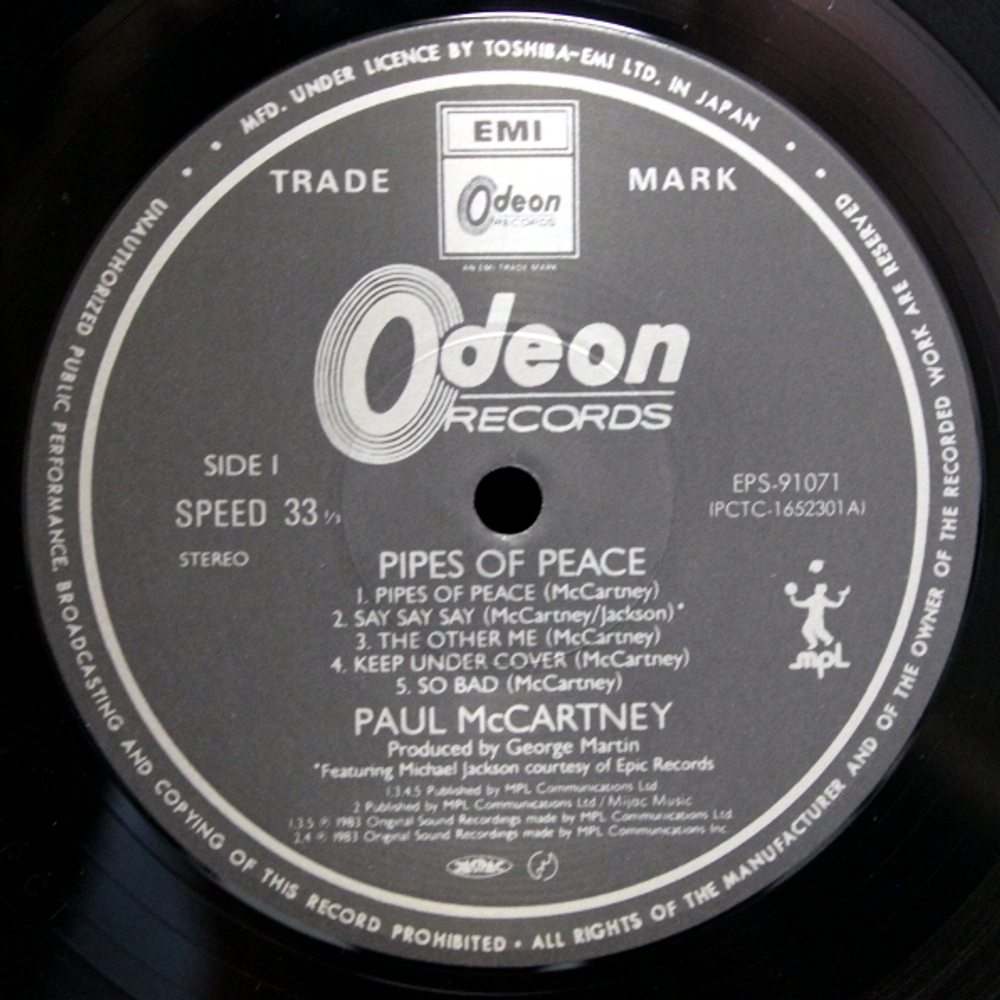 MFD. UNDER LICENCE BY TOSHIBA-EMI LTD. IN JAPAN
EMI
TRADE MARK
Odeon
RECORDS
AN EMI TRADE MARK
Odeon
RECORDS
SIDE 1
SPEED 33 1/3
STEREO
EPS-91071
(PCTC-1652301A)
PIPES OF PEACE
1. PIPES OF PEACE (McCartney)
2. SAY SAY SAY (McCartney/Jackson)*
3. THE OTHER ME (McCartney)
4. KEEP UNDER COVER (McCartney)
5. SO BAD (McCartney)
mpl
PAUL McCARTNEY
Produced by George Martin
*Featuring Michael Jackson courtesy of Epic Records
1.3.4.5 Published by MPL Communications Ltd.
2 Published by MPL Communications Ltd / Mijac Music
1.3.5 ℗ 1983 Original Sound Recordings made by MPL Communications Ltd.
2.4 ℗ 1983 Original Sound Recordings made by MPL Communications Inc.
UNAUTHORIZED PUBLIC PERFORMANCE, BROADCASTING AND COPYING OF THIS RECORD PROHIBITED • ALL RIGHTS OF THE MANUFACTURER AND OF THE OWNER OF THE RECORDED WORK ARE RESERVED